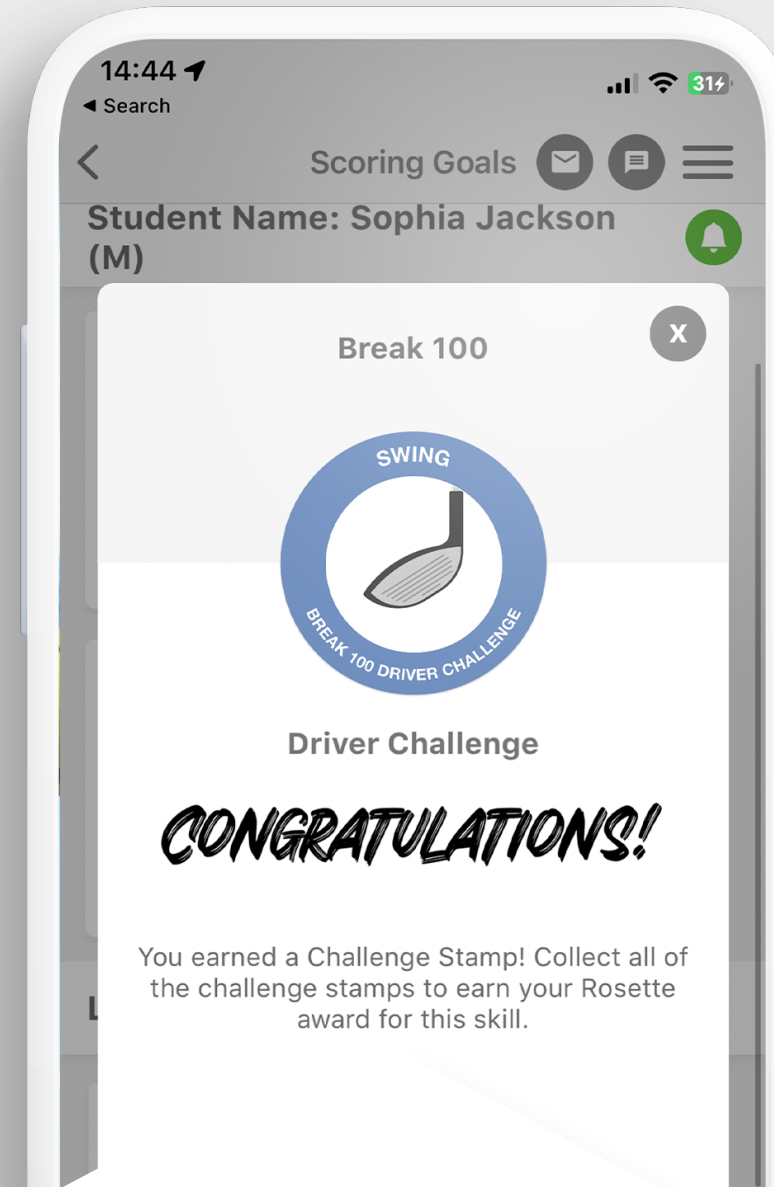 14:44
◀ Search
31
Scoring Goals
Student Name: Sophia Jackson
(M)
Break 100
X
SWING
BREAK 100 DRIVER CHALLENGE
Driver Challenge
CONGRATULATIONS!
You earned a Challenge Stamp! Collect all of
the challenge stamps to earn your Rosette
award for this skill.
L